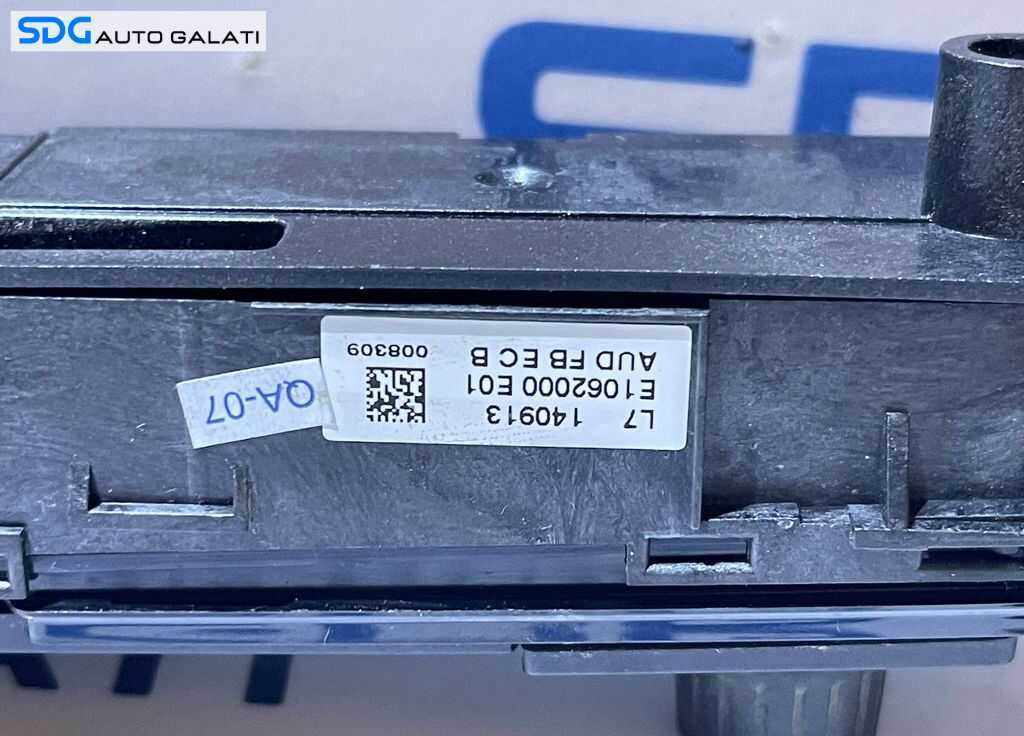 SDG AUTO GALATI
L7 140913
E1062000 E01
AUD FB EC B
008309
QA-07